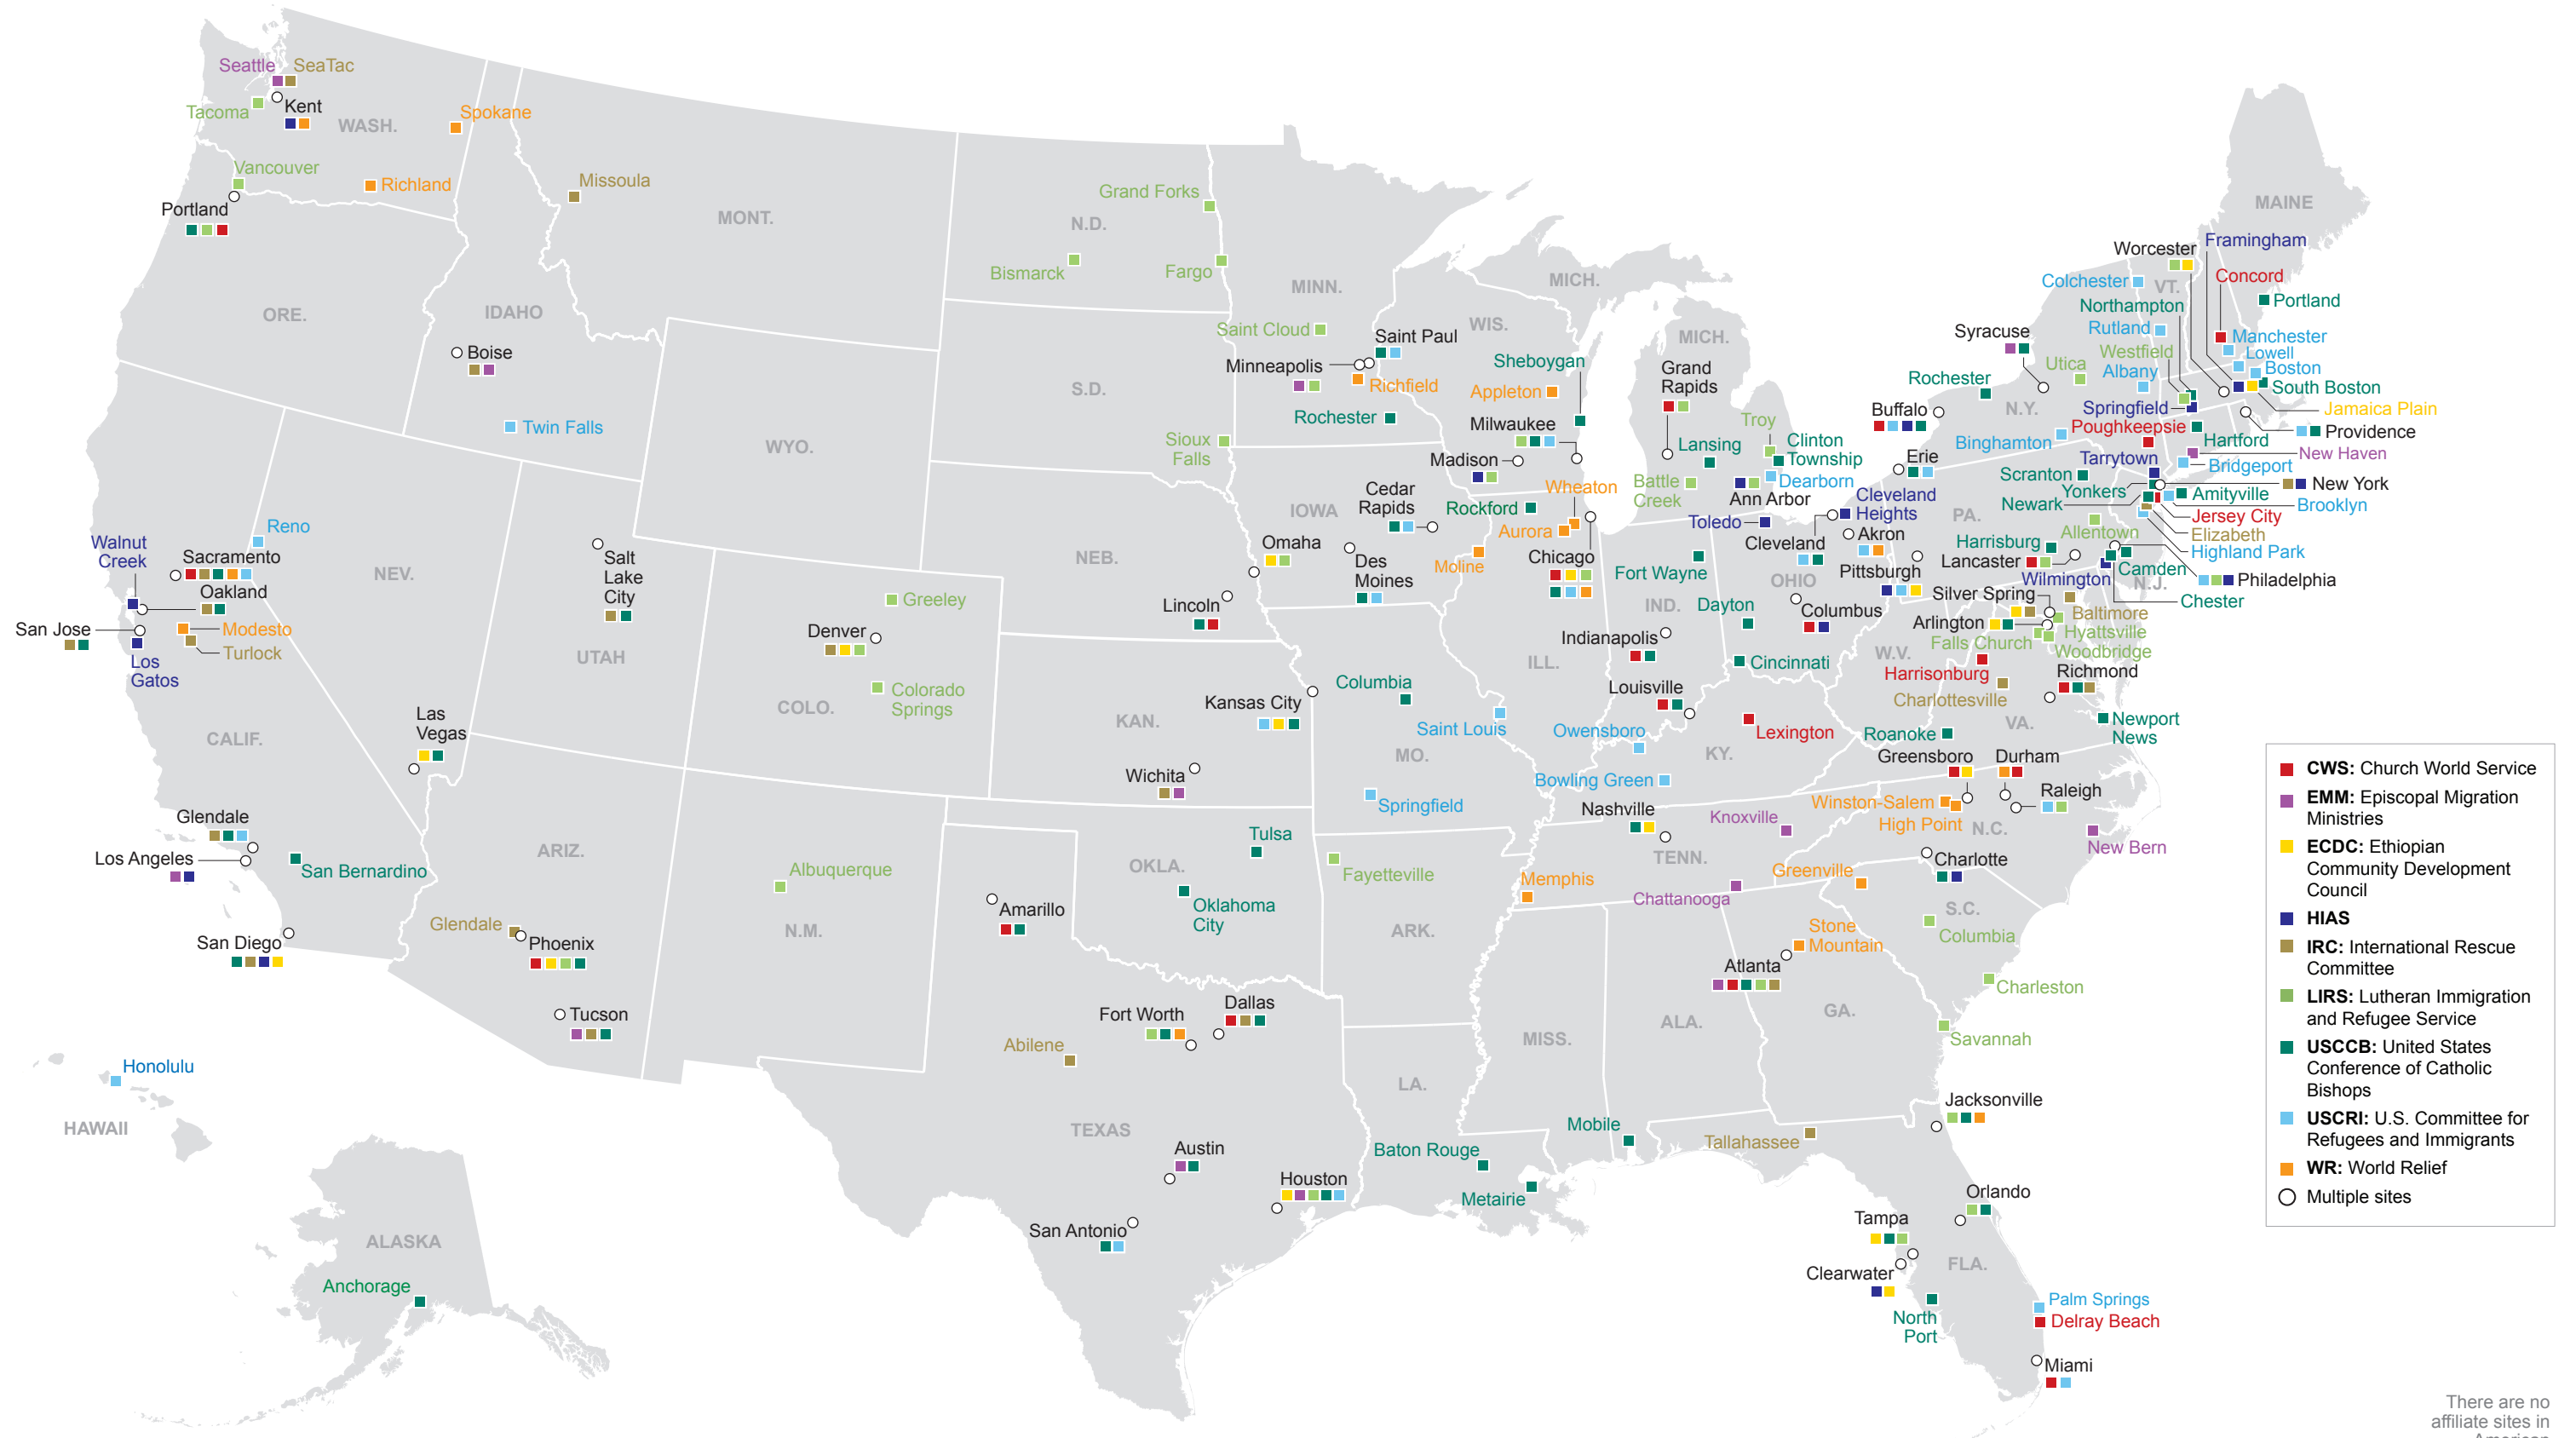 Seattle
SeaTac
Tacoma
Kent
WASH.
Spokane
Vancouver
Richland
Portland
Missoula
MONT.
ORE.
IDAHO
Boise
Twin Falls
WYO.
Grand Forks
N.D.
Bismarck
Fargo
S.D.
Sioux
Falls
MINN.
Saint Cloud
Saint Paul
Minneapolis
Richfield
Rochester
WIS.
MICH.
Sheboygan
Appleton
Milwaukee
Madison
MICH.
Grand
Rapids
Lansing
Troy
Clinton
Township
Dearborn
Battle
Creek
Ann Arbor
Wheaton
Rockford
Aurora
Chicago
Moline
IOWA
Cedar
Rapids
Des
Moines
Omaha
NEB.
Lincoln
Walnut
Creek
Reno
Sacramento
Oakland
NEV.
San Jose
Modesto
Turlock
Los
Gatos
CALIF.
Las
Vegas
Salt
Lake
City
UTAH
Greeley
Denver
COLO.
Colorado
Springs
KAN.
Kansas City
Wichita
Columbia
Saint Louis
MO.
Springfield
ILL.
IND.
Indianapolis
Fort Wayne
Toledo
Cleveland
Cleveland
Heights
Akron
OHIO
Dayton
Columbus
Cincinnati
Louisville
Owensboro
Lexington
KY.
Bowling Green
Nashville
Knoxville
TENN.
Memphis
Chattanooga
Glendale
Los Angeles
San Bernardino
San Diego
ARIZ.
Glendale
Phoenix
Tucson
Albuquerque
N.M.
Tulsa
OKLA.
Oklahoma
City
Amarillo
Fayetteville
ARK.
Fort Worth
Dallas
Abilene
TEXAS
Austin
Houston
San Antonio
LA.
Baton Rouge
Metairie
MISS.
Mobile
ALA.
Atlanta
Stone
Mountain
GA.
Savannah
Greenville
S.C.
Columbia
Charleston
Charlotte
N.C.
Winston-Salem
High Point
Greensboro
Durham
Raleigh
New Bern
Jacksonville
Tallahassee
Orlando
Tampa
Clearwater
FLA.
North
Port
Palm Springs
Delray Beach
Miami
MAINE
Framingham
Worcester
Concord
Colchester
VT.
Northampton
Portland
Rutland
Manchester
Westfield
Lowell
Albany
Boston
South Boston
Syracuse
Utica
Rochester
Buffalo
N.Y.
Springfield
Jamaica Plain
Poughkeepsie
Providence
Binghamton
Hartford
Tarrytown
New Haven
Bridgeport
Erie
Scranton
Yonkers
New York
Amityville
Newark
Brooklyn
PA.
Jersey City
Allentown
Elizabeth
Harrisburg
Highland Park
Lancaster
Camden
Pittsburgh
Wilmington
N.J.
Philadelphia
Silver Spring
Chester
Arlington
Baltimore
Falls Church
Hyattsville
Woodbridge
W.V.
Harrisonburg
Richmond
Charlottesville
VA.
Newport
News
Roanoke
Honolulu
HAWAII
ALASKA
Anchorage
CWS: Church World Service
EMM: Episcopal Migration
Ministries
ECDC: Ethiopian
Community Development
Council
HIAS
IRC: International Rescue
Committee
LIRS: Lutheran Immigration
and Refugee Service
USCCB: United States
Conference of Catholic
Bishops
USCRI: U.S. Committee for
Refugees and Immigrants
WR: World Relief
Multiple sites
There are no
affiliate sites in